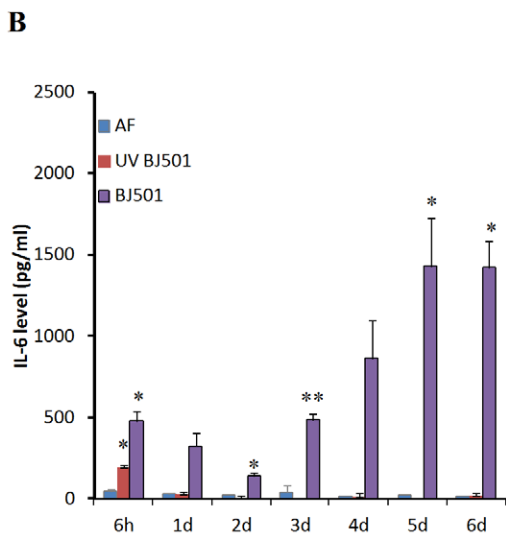 B
IL-6 level (pg/ml)
2500
2000
1500
1000
500
0
AF
UV BJ501
BJ501
*
*
*
**
*
*
6h 1d 2d 3d 4d 5d 6d